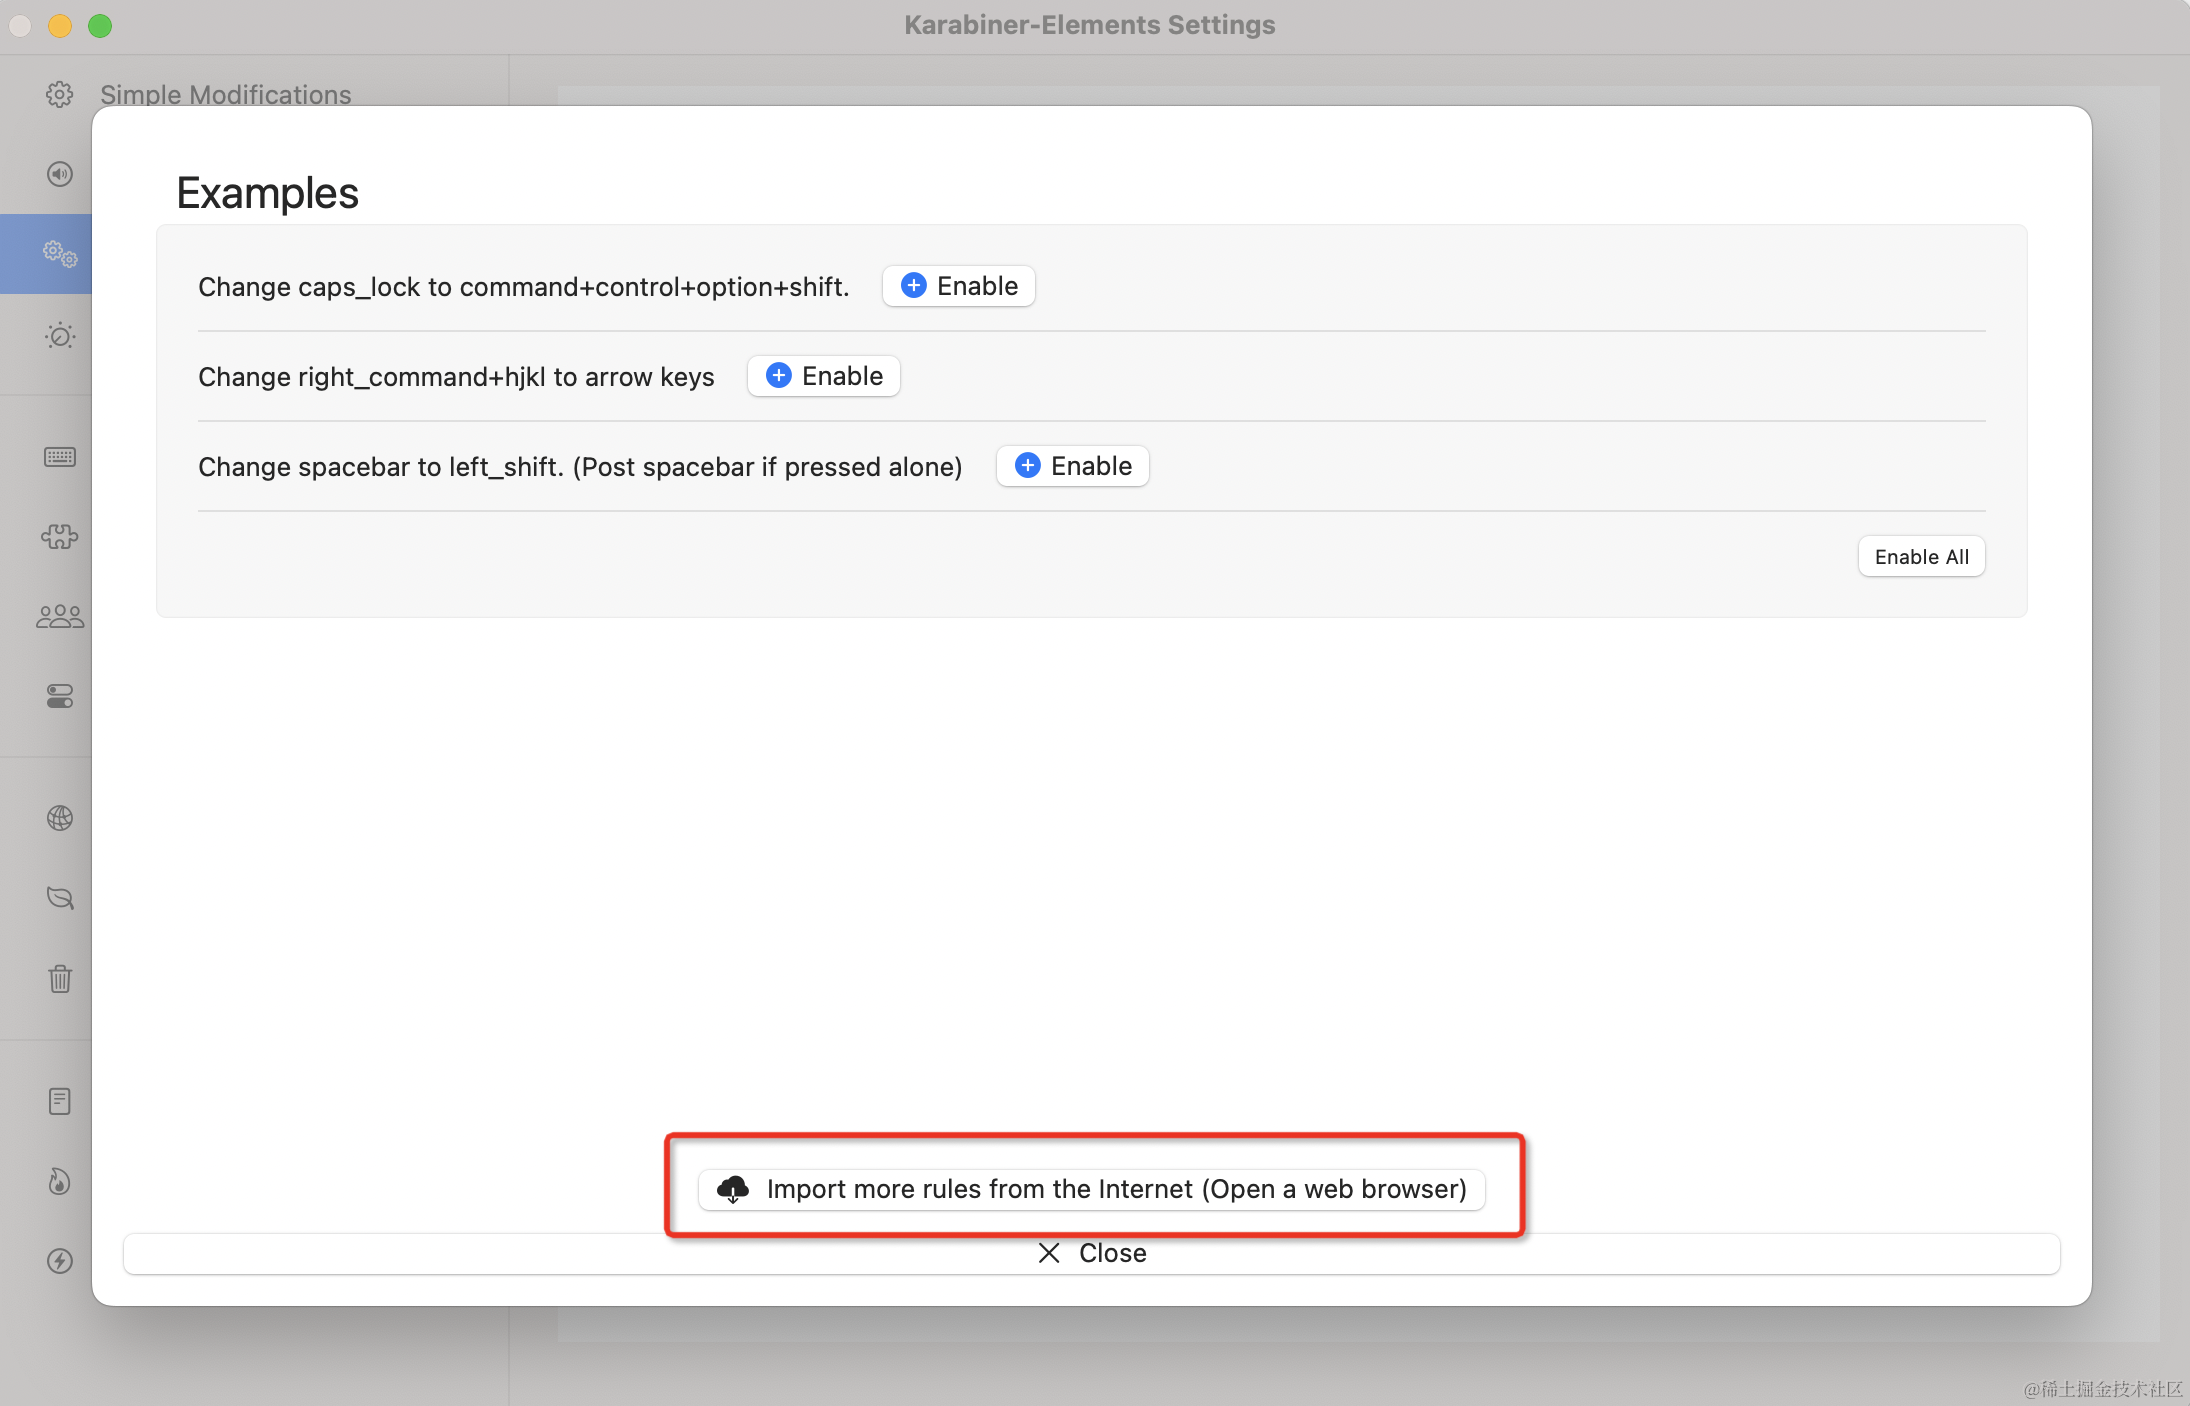 Karabiner-Elements Settings
Simple Modifications
Examples
Change caps_lock to command+control+option+shift.
Enable
Change right_command+hjkl to arrow keys
Enable
Change spacebar to left_shift. (Post spacebar if pressed alone)
Enable
Enable All
Import more rules from the Internet (Open a web browser)
Close
@稀土掘金技术社区